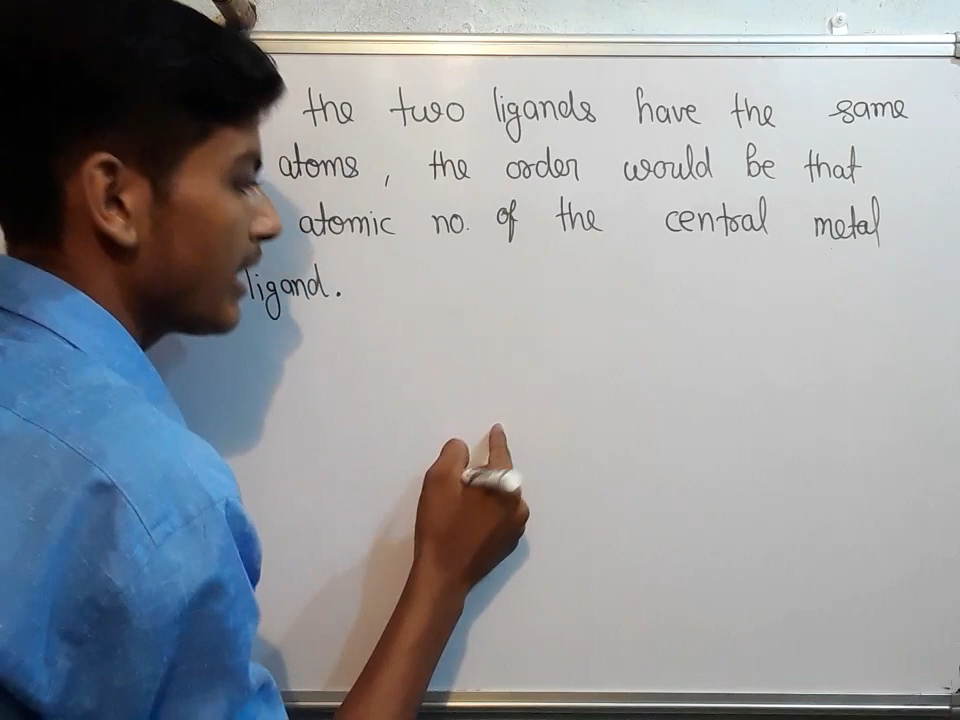 the two ligands have the same
atoms, the order would be that
atomic no. of the central metal
ligand.